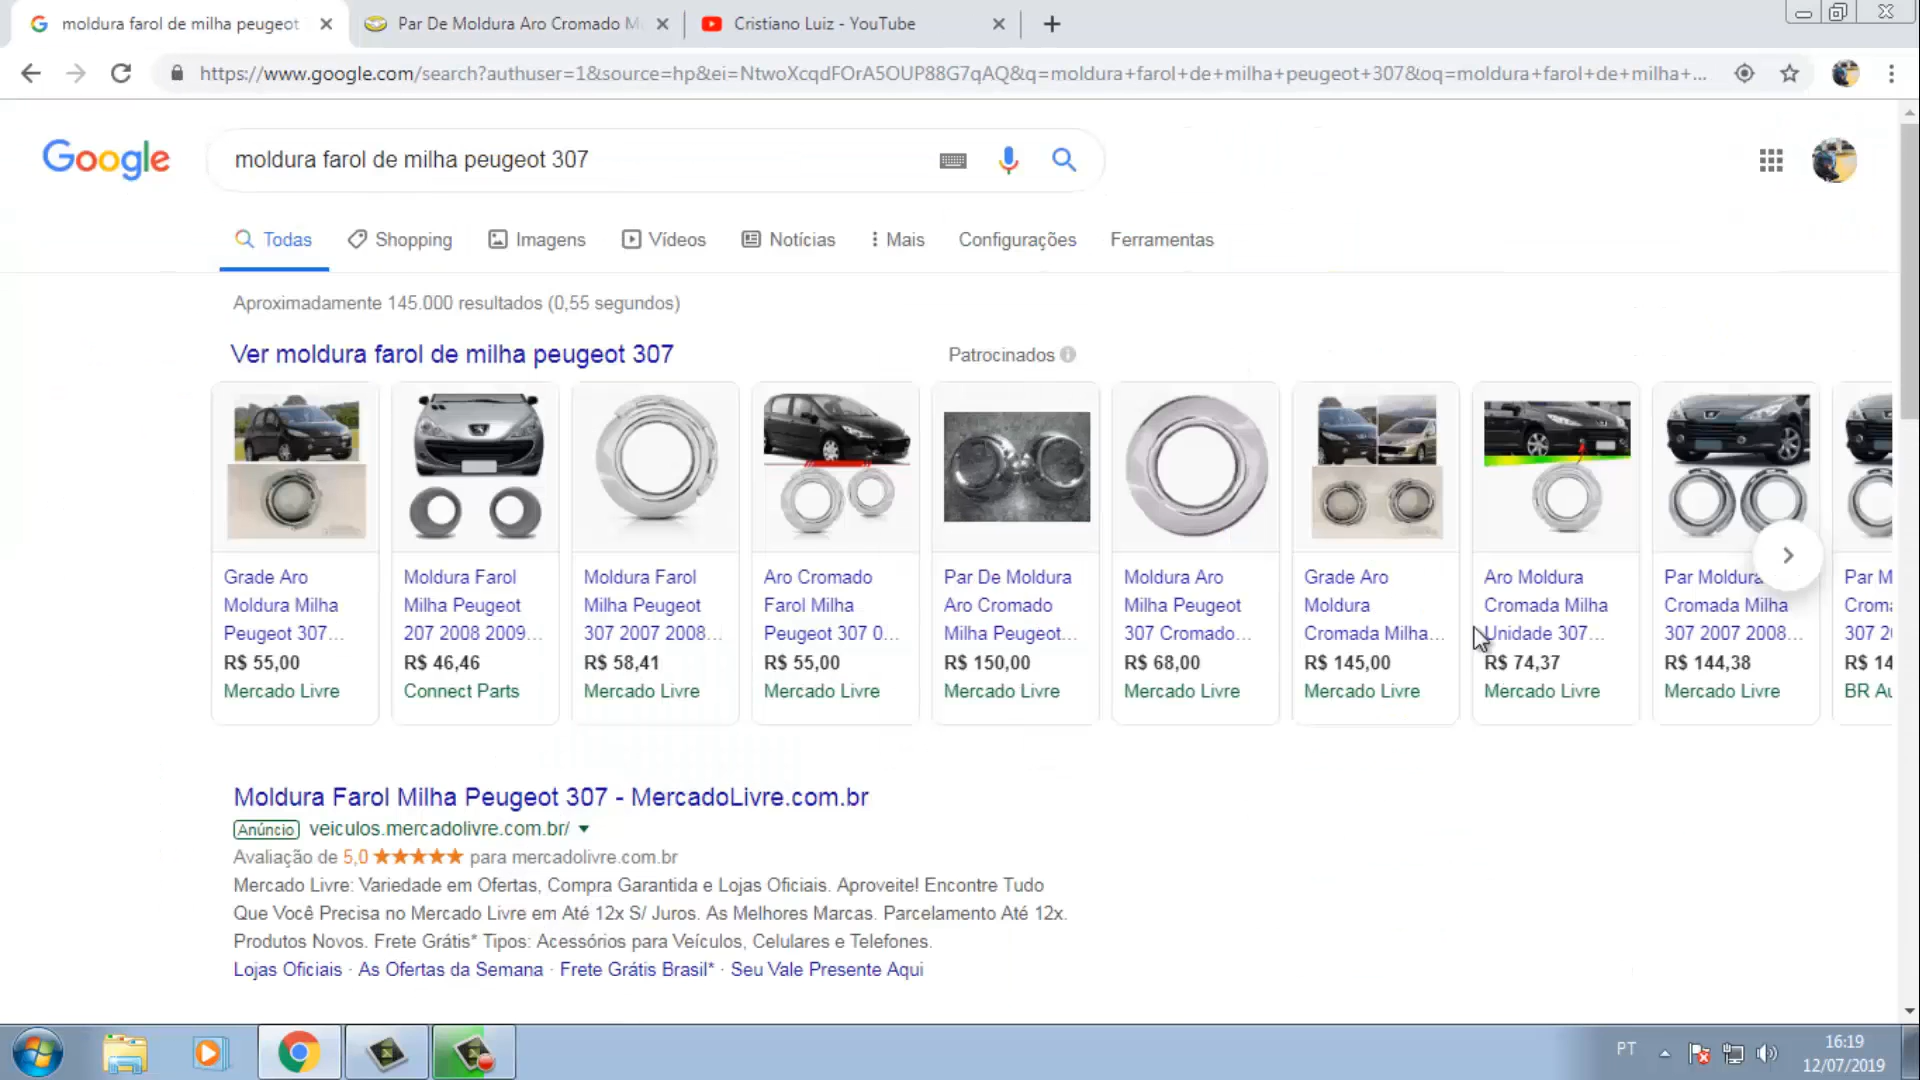 moldura farol de milha peugeot
Par De Moldura Aro Cromado M
Cristiano Luiz - YouTube
https://www.google.com/search?authuser=1&source=hp&ei=NtwoXcqdFOrA5OUP88G7qAQ&q=moldura+farol+de+milha+peugeot+307&oq=moldura+farol+de+milha+...
Google
moldura farol de milha peugeot 307
Todas
Shopping
Imagens
Vídeos
Notícias
Mais
Configurações
Ferramentas
Aproximadamente 145.000 resultados (0,55 segundos)
Ver moldura farol de milha peugeot 307
Patrocinados
Grade Aro
Moldura Milha
Peugeot 307...
R$ 55,00
Mercado Livre
Moldura Farol
Milha Peugeot
207 2008 2009...
R$ 46,46
Connect Parts
Moldura Farol
Milha Peugeot
307 2007 2008...
R$ 58,41
Mercado Livre
Aro Cromado
Farol Milha
Peugeot 307 0...
R$ 55,00
Mercado Livre
Par De Moldura
Aro Cromado
Milha Peugeot...
R$ 150,00
Mercado Livre
Moldura Aro
Milha Peugeot
307 Cromado...
R$ 68,00
Mercado Livre
Grade Aro
Moldura
Cromada Milha...
R$ 145,00
Mercado Livre
Aro Moldura
Cromada Milha
Unidade 307...
R$ 74,37
Mercado Livre
Par Moldura
Cromada Milha
307 2007 2008...
R$ 144,38
Mercado Livre
Par M
Croma
307 20
R$ 14
BR Au
Moldura Farol Milha Peugeot 307 - MercadoLivre.com.br
Anúncio veiculos.mercadolivre.com.br/
Avaliação de 5,0 ★★★★★ para mercadolivre.com.br
Mercado Livre: Variedade em Ofertas, Compra Garantida e Lojas Oficiais. Aproveite! Encontre Tudo
Que Você Precisa no Mercado Livre em Até 12x S/ Juros. As Melhores Marcas. Parcelamento Até 12x.
Produtos Novos. Frete Grátis* Tipos: Acessórios para Veículos, Celulares e Telefones.
Lojas Oficiais · As Ofertas da Semana · Frete Grátis Brasil* · Seu Vale Presente Aqui
PT
16:19
12/07/2019